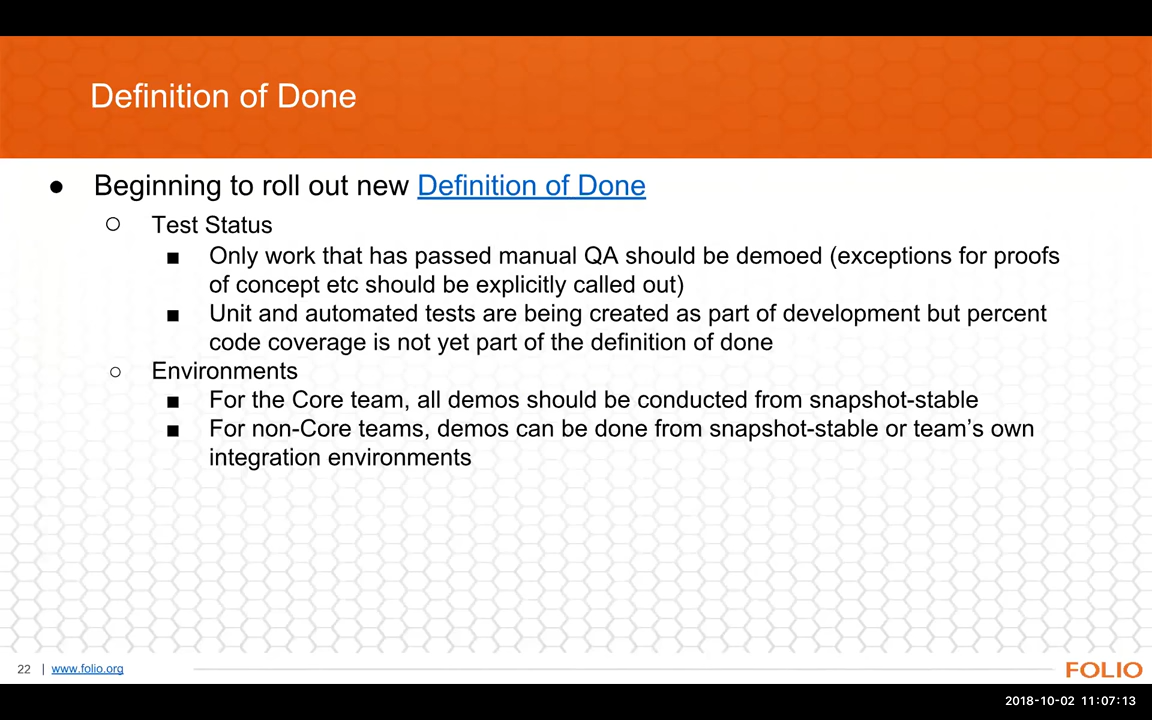 Definition of Done
● Beginning to roll out new Definition of Done
○ Test Status
■ Only work that has passed manual QA should be demoed (exceptions for proofs
of concept etc should be explicitly called out)
■ Unit and automated tests are being created as part of development but percent
code coverage is not yet part of the definition of done
○ Environments
■ For the Core team, all demos should be conducted from snapshot-stable
■ For non-Core teams, demos can be done from snapshot-stable or team’s own
integration environments
22 | www.folio.org
FOLIO
2018-10-02 11:07:13